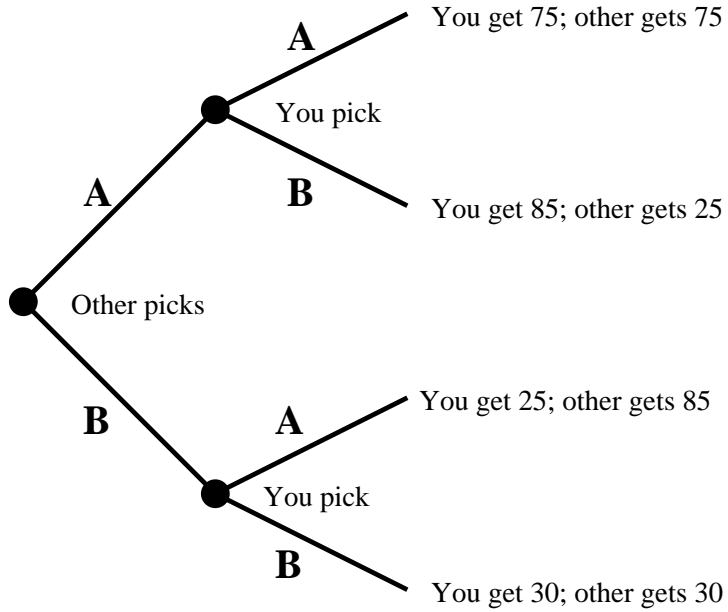 A
You get 75; other gets 75
You pick
A
B
You get 85; other gets 25
Other picks
B
A
You get 25; other gets 85
You pick
B
You get 30; other gets 30